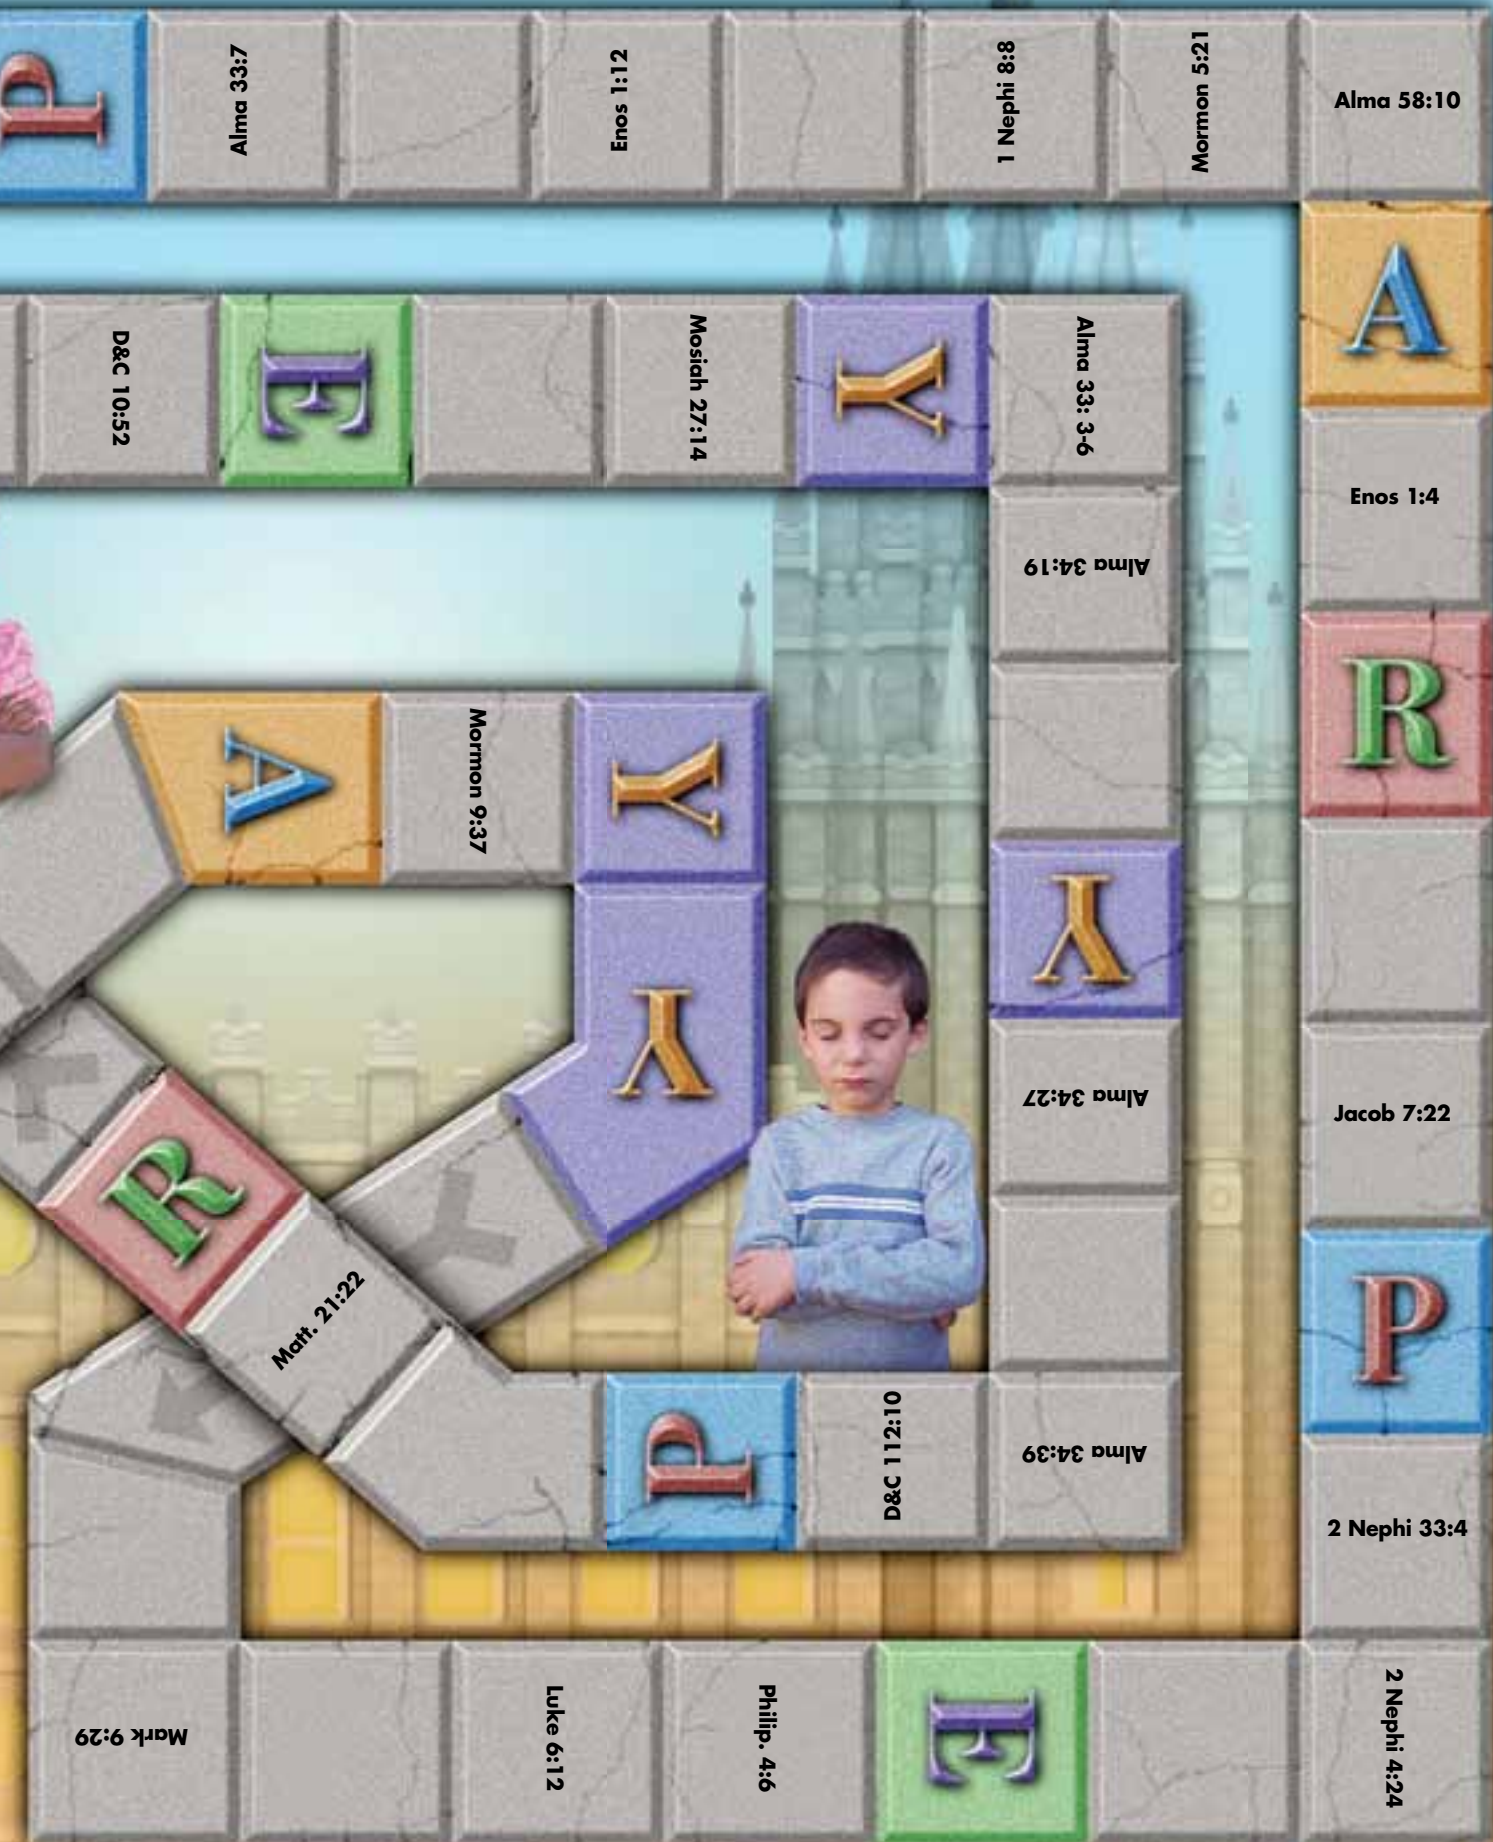 P
Alma 33:7
Enos 1:12
1 Nephi 8:8
Mormon 5:21
Alma 58:10
A
D&C 10:52
E
Mosiah 27:14
Y
Alma 33: 3-6
Enos 1:4
Alma 34:19
R
A
Mormon 9:37
Y
Y
Y
Alma 34:27
Jacob 7:22
R
Matt. 21:22
P
P
D&C 112:10
Alma 34:39
2 Nephi 33:4
Mark 9:29
Luke 6:12
Philip. 4:6
E
2 Nephi 4:24